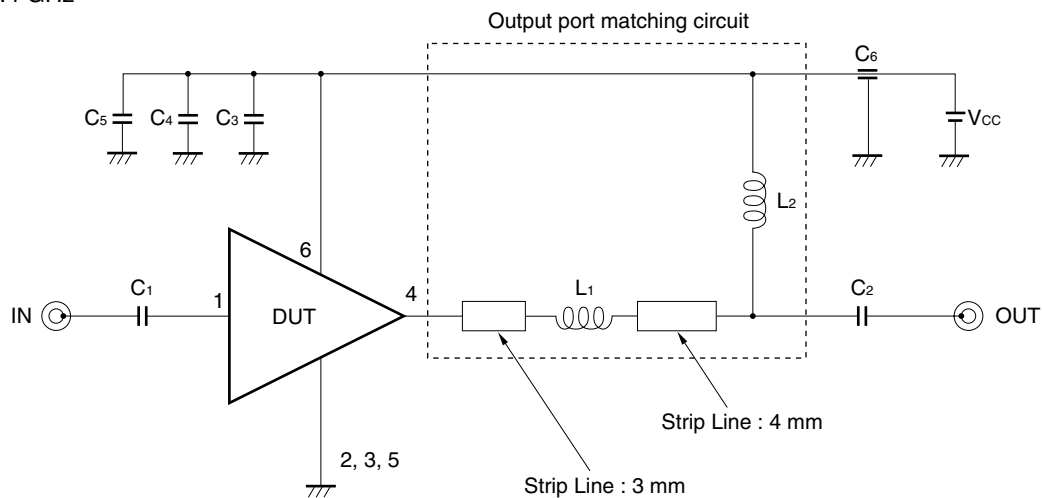 Output port matching circuit
C6
C5
C4
C3
VCC
L2
6
C1
1
DUT
4
L1
C2
IN
OUT
Strip Line : 4 mm
2, 3, 5
Strip Line : 3 mm